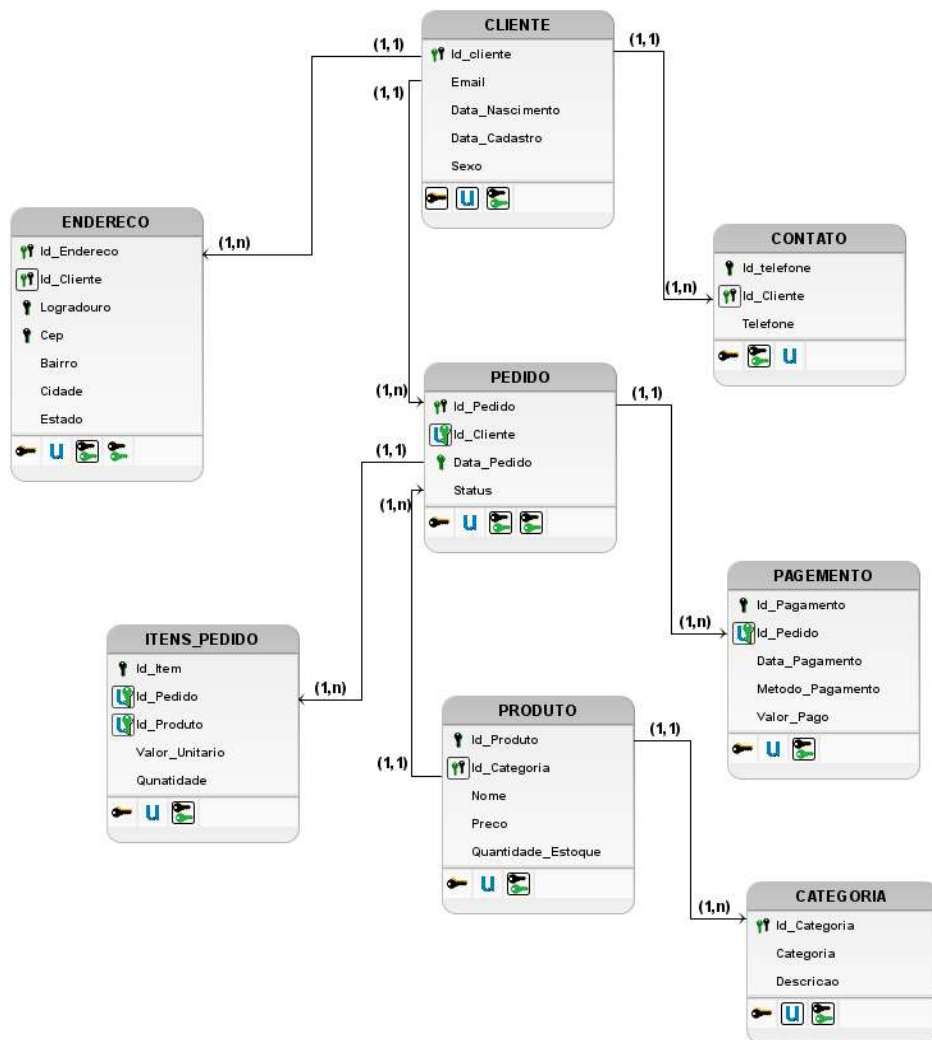 CLIENTE
Id_cliente
Email
Data_Nascimento
Data_Cadastro
Sexo
(1,1)
(1,1)
(1,1)
ENDERECO
Id_Endereco
Id_Cliente
Logradouro
Cep
Bairro
Cidade
Estado
(1,n)
CONTATO
Id_telefone
Id_Cliente
Telefone
(1,n)
PEDIDO
Id_Pedido
Id_Cliente
Data_Pedido
Status
(1,n)
(1,1)
(1,n)
(1,1)
PAGEMENTO
Id_Pagamento
Id_Pedido
Data_Pagamento
Metodo_Pagamento
Valor_Pago
(1,n)
ITENS_PEDIDO
Id_Item
Id_Pedido
Id_Produto
Valor_Unitario
Qunatidade
(1,n)
PRODUTO
Id_Produto
Id_Categoria
Nome
Preco
Quantidade_Estoque
(1,1)
(1,1)
CATEGORIA
Id_Categoria
Categoria
Descricao
(1,n)